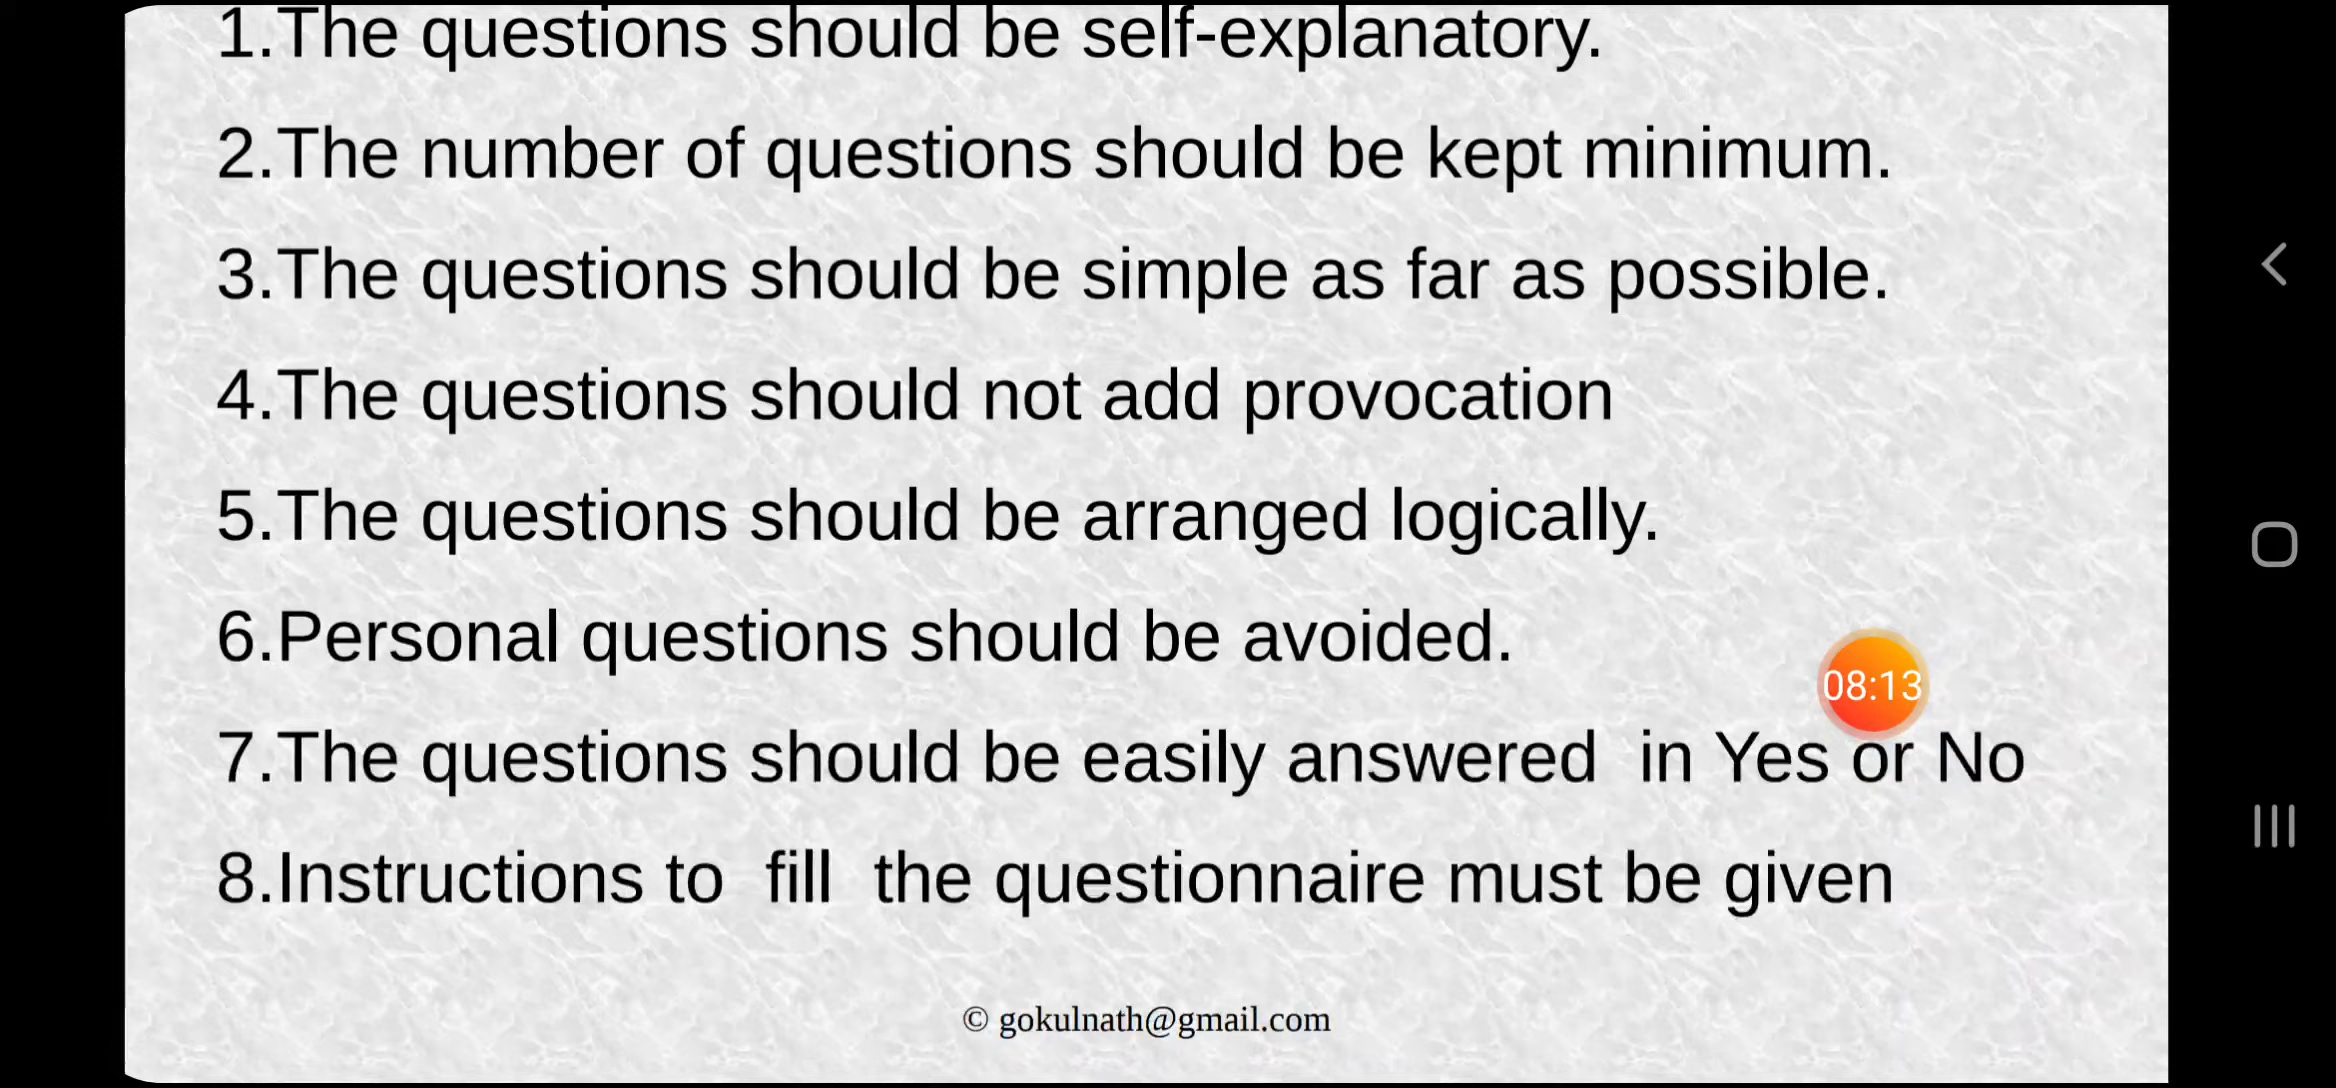 1.The questions should be self-explanatory.
2.The number of questions should be kept minimum.
3.The questions should be simple as far as possible.
4.The questions should not add provocation
5.The questions should be arranged logically.
6.Personal questions should be avoided.
08:13
7.The questions should be easily answered  in Yes or No
8.Instructions to  fill  the questionnaire must be given
© gokulnath@gmail.com